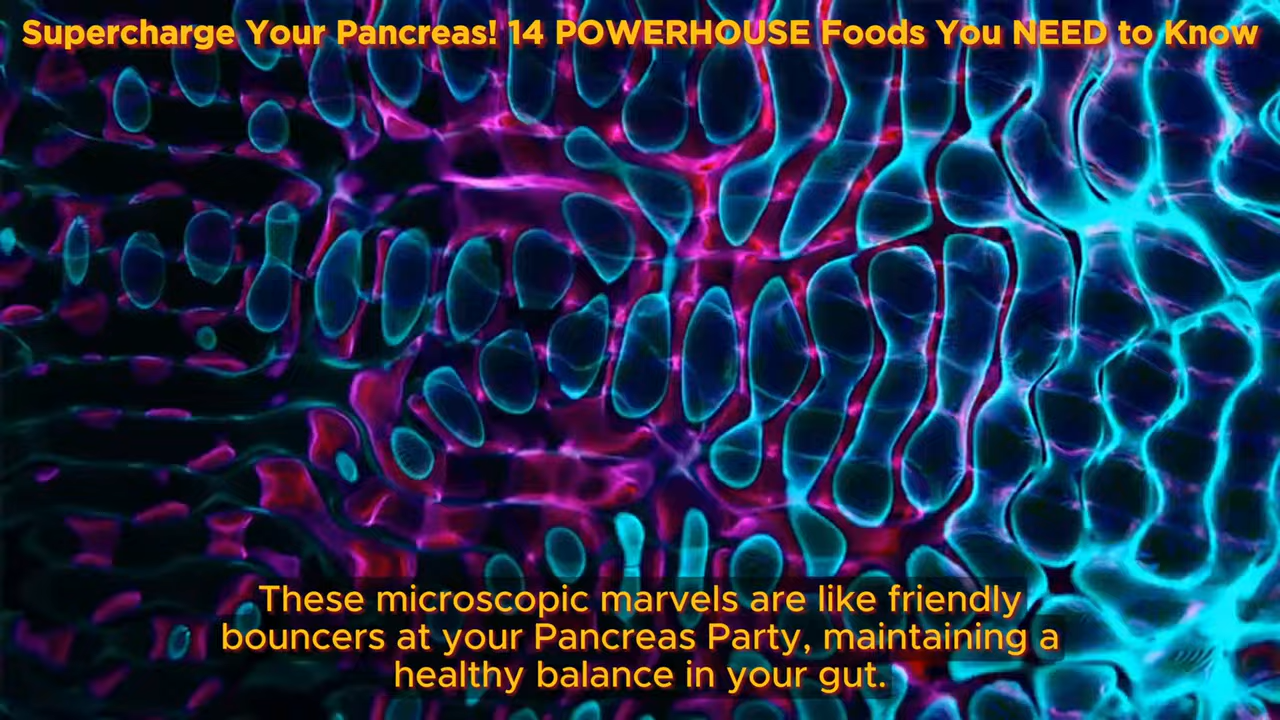 Supercharge Your Pancreas! 14 POWERHOUSE Foods You NEED to Know
These microscopic marvels are like friendly
bouncers at your Pancreas Party, maintaining a
healthy balance in your gut.